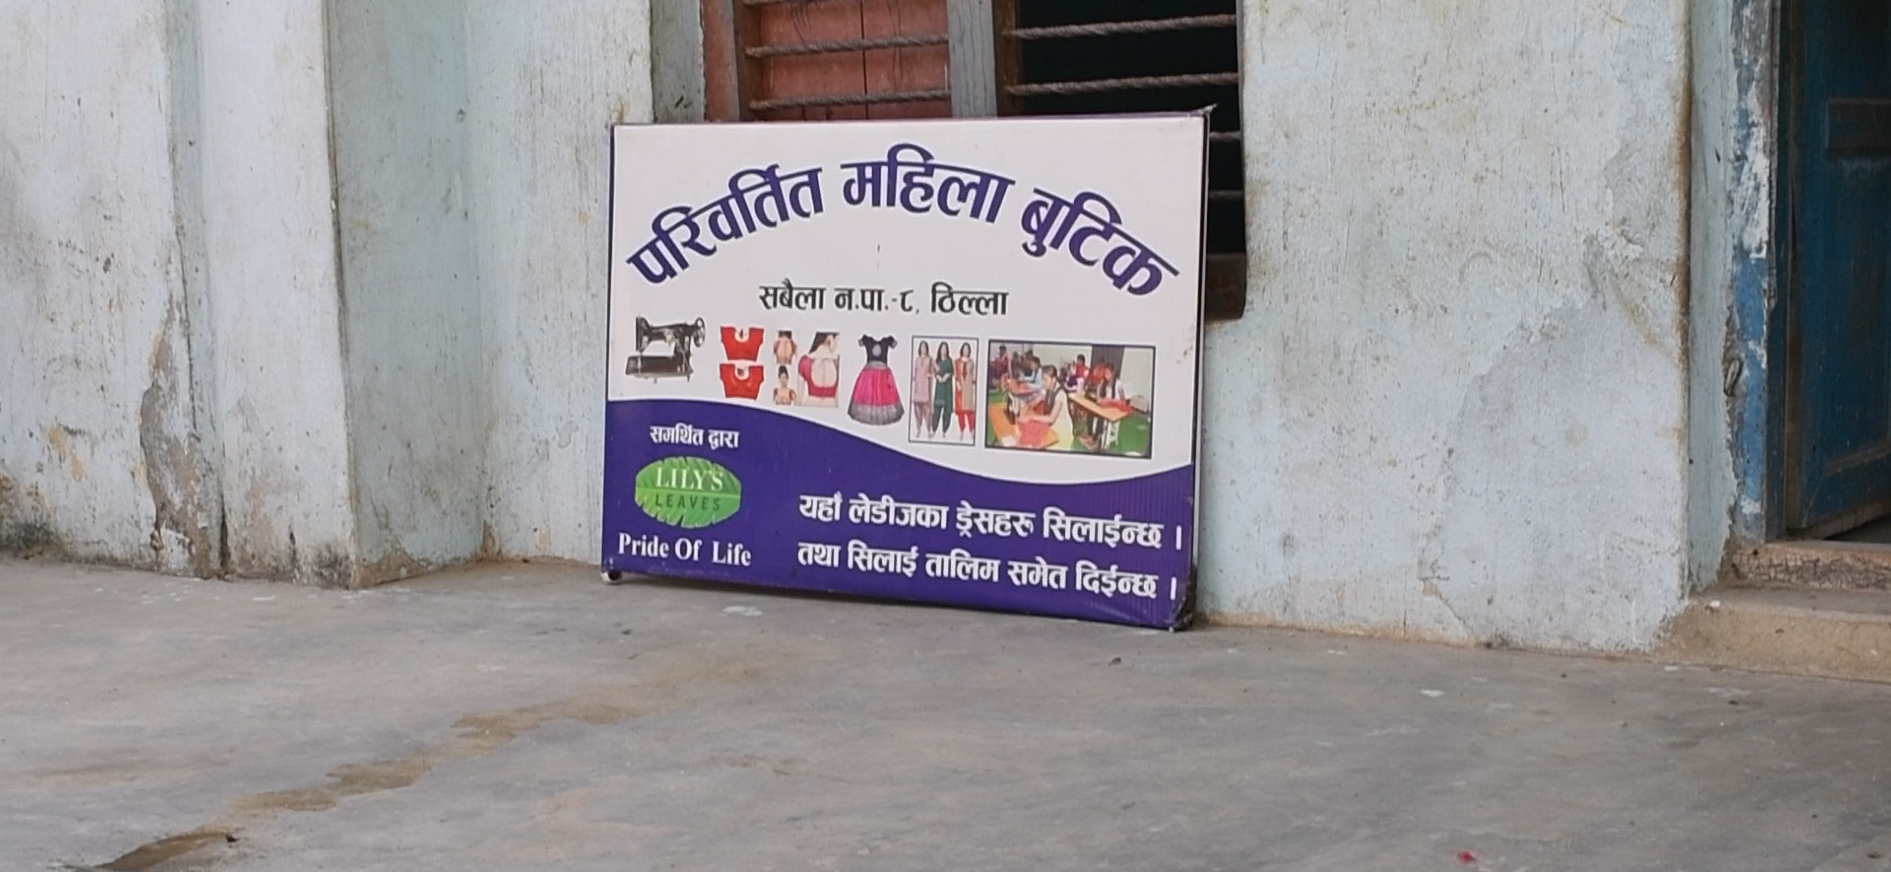 परिवर्तित महिला बुटिक
सबैला न.पा.-८, ठिल्ला
समर्थित द्वारा
LILY'S
LEAVES
Pride Of Life
यहाँ लेडीजका ड्रेसहरू सिलाईन्छ ।
तथा सिलाई तालिम समेत दिईन्छ ।